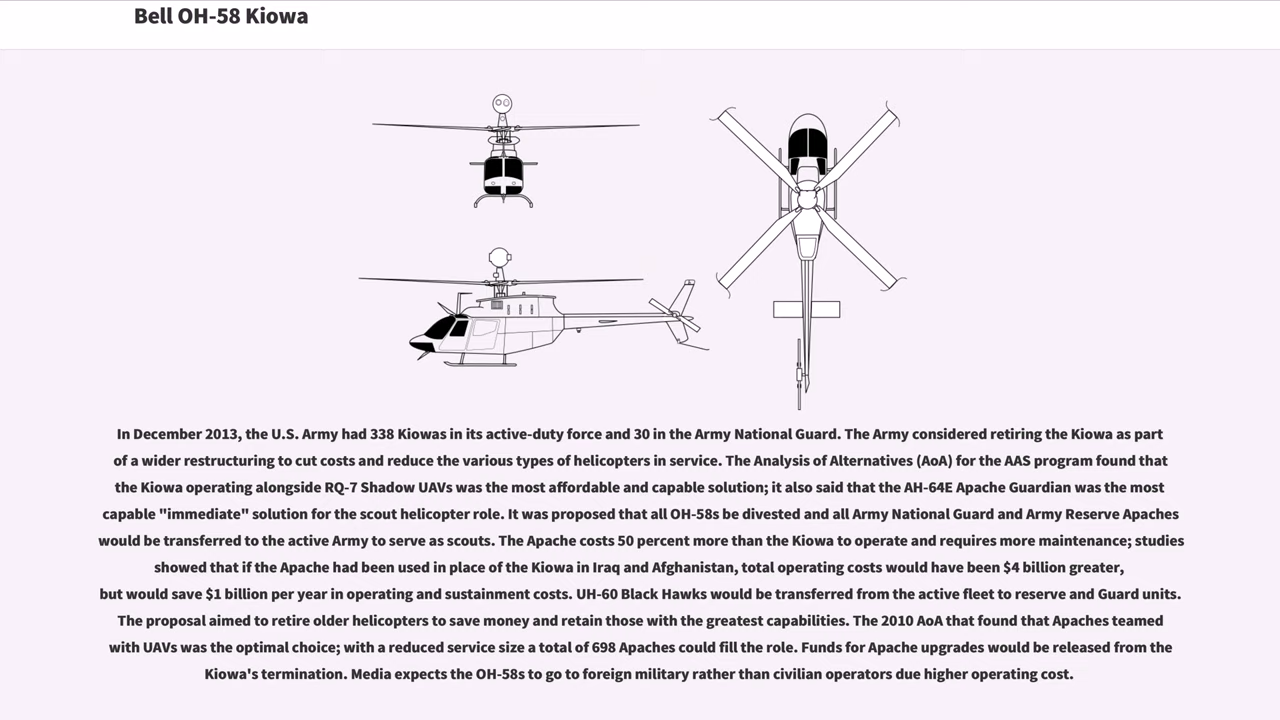 Bell OH-58 Kiowa
In December 2013, the U.S. Army had 338 Kiowas in its active-duty force and 30 in the Army National Guard. The Army considered retiring the Kiowa as part
of a wider restructuring to cut costs and reduce the various types of helicopters in service. The Analysis of Alternatives (AoA) for the AAS program found that
the Kiowa operating alongside RQ-7 Shadow UAVs was the most affordable and capable solution; it also said that the AH-64E Apache Guardian was the most
capable "immediate" solution for the scout helicopter role. It was proposed that all OH-58s be divested and all Army National Guard and Army Reserve Apaches
would be transferred to the active Army to serve as scouts. The Apache costs 50 percent more than the Kiowa to operate and requires more maintenance; studies
showed that if the Apache had been used in place of the Kiowa in Iraq and Afghanistan, total operating costs would have been $4 billion greater,
but would save $1 billion per year in operating and sustainment costs. UH-60 Black Hawks would be transferred from the active fleet to reserve and Guard units.
The proposal aimed to retire older helicopters to save money and retain those with the greatest capabilities. The 2010 AoA that found that Apaches teamed
with UAVs was the optimal choice; with a reduced service size a total of 698 Apaches could fill the role. Funds for Apache upgrades would be released from the
Kiowa's termination. Media expects the OH-58s to go to foreign military rather than civilian operators due higher operating cost.